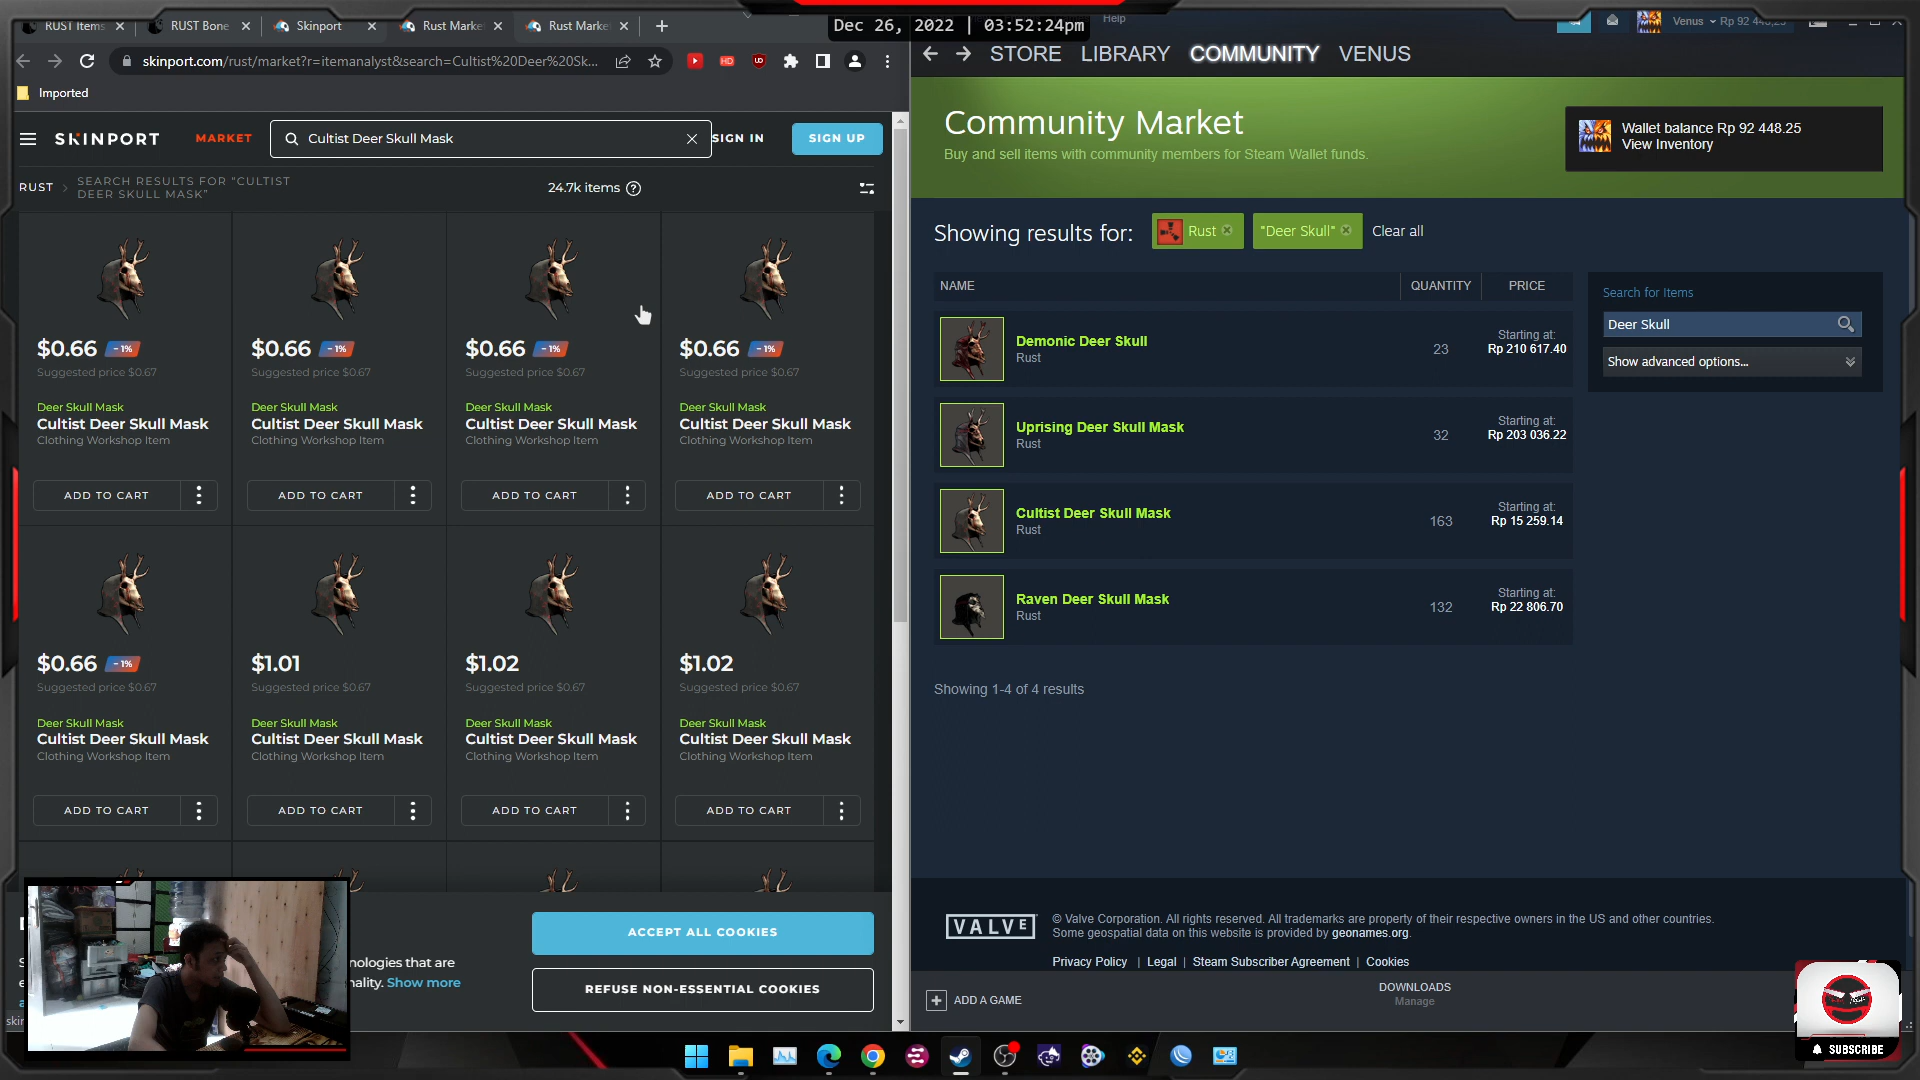 RUST Items
RUST Bone
Skinport
Rust Marke
Rust Marke
Dec 26, 2022 | 03:52:24pm
Help
Venus
Rp 92 448,25
skinport.com/rust/market?r=itemanalyst&search=Cultist%20Deer%20Sk...
STORE LIBRARY COMMUNITY VENUS
Imported
SKINPORT
MARKET
Cultist Deer Skull Mask
SIGN IN
SIGN UP
RUST
SEARCH RESULTS FOR "CULTIST
DEER SKULL MASK"
24.7k items
Community Market
Buy and sell items with community members for Steam Wallet funds.
Wallet balance Rp 92 448.25
View Inventory
Showing results for:
Rust
"Deer Skull"
Clear all
NAME
QUANTITY
PRICE
Demonic Deer Skull
Rust
23
Starting at:
Rp 210 617.40
Uprising Deer Skull Mask
Rust
32
Starting at:
Rp 203 036.22
Cultist Deer Skull Mask
Rust
163
Starting at:
Rp 15 259.14
Raven Deer Skull Mask
Rust
132
Starting at:
Rp 22 806.70
Showing 1-4 of 4 results
Search for Items
Deer Skull
Show advanced options...
$0.66 - 1%
Suggested price $0.67
Deer Skull Mask
Cultist Deer Skull Mask
Clothing Workshop Item
ADD TO CART
$0.66 - 1%
Suggested price $0.67
Deer Skull Mask
Cultist Deer Skull Mask
Clothing Workshop Item
ADD TO CART
$0.66 - 1%
Suggested price $0.67
Deer Skull Mask
Cultist Deer Skull Mask
Clothing Workshop Item
ADD TO CART
$0.66 - 1%
Suggested price $0.67
Deer Skull Mask
Cultist Deer Skull Mask
Clothing Workshop Item
ADD TO CART
$0.66 - 1%
Suggested price $0.67
Deer Skull Mask
Cultist Deer Skull Mask
Clothing Workshop Item
ADD TO CART
$1.01
Suggested price $0.67
Deer Skull Mask
Cultist Deer Skull Mask
Clothing Workshop Item
ADD TO CART
$1.02
Suggested price $0.67
Deer Skull Mask
Cultist Deer Skull Mask
Clothing Workshop Item
ADD TO CART
$1.02
Suggested price $0.67
Deer Skull Mask
Cultist Deer Skull Mask
Clothing Workshop Item
ADD TO CART
nologies that are
nality. Show more
ACCEPT ALL COOKIES
REFUSE NON-ESSENTIAL COOKIES
VALVE
© Valve Corporation. All rights reserved. All trademarks are property of their respective owners in the US and other countries.
Some geospatial data on this website is provided by geonames.org.
Privacy Policy | Legal | Steam Subscriber Agreement | Cookies
ADD A GAME
DOWNLOADS
Manage
SUBSCRIBE